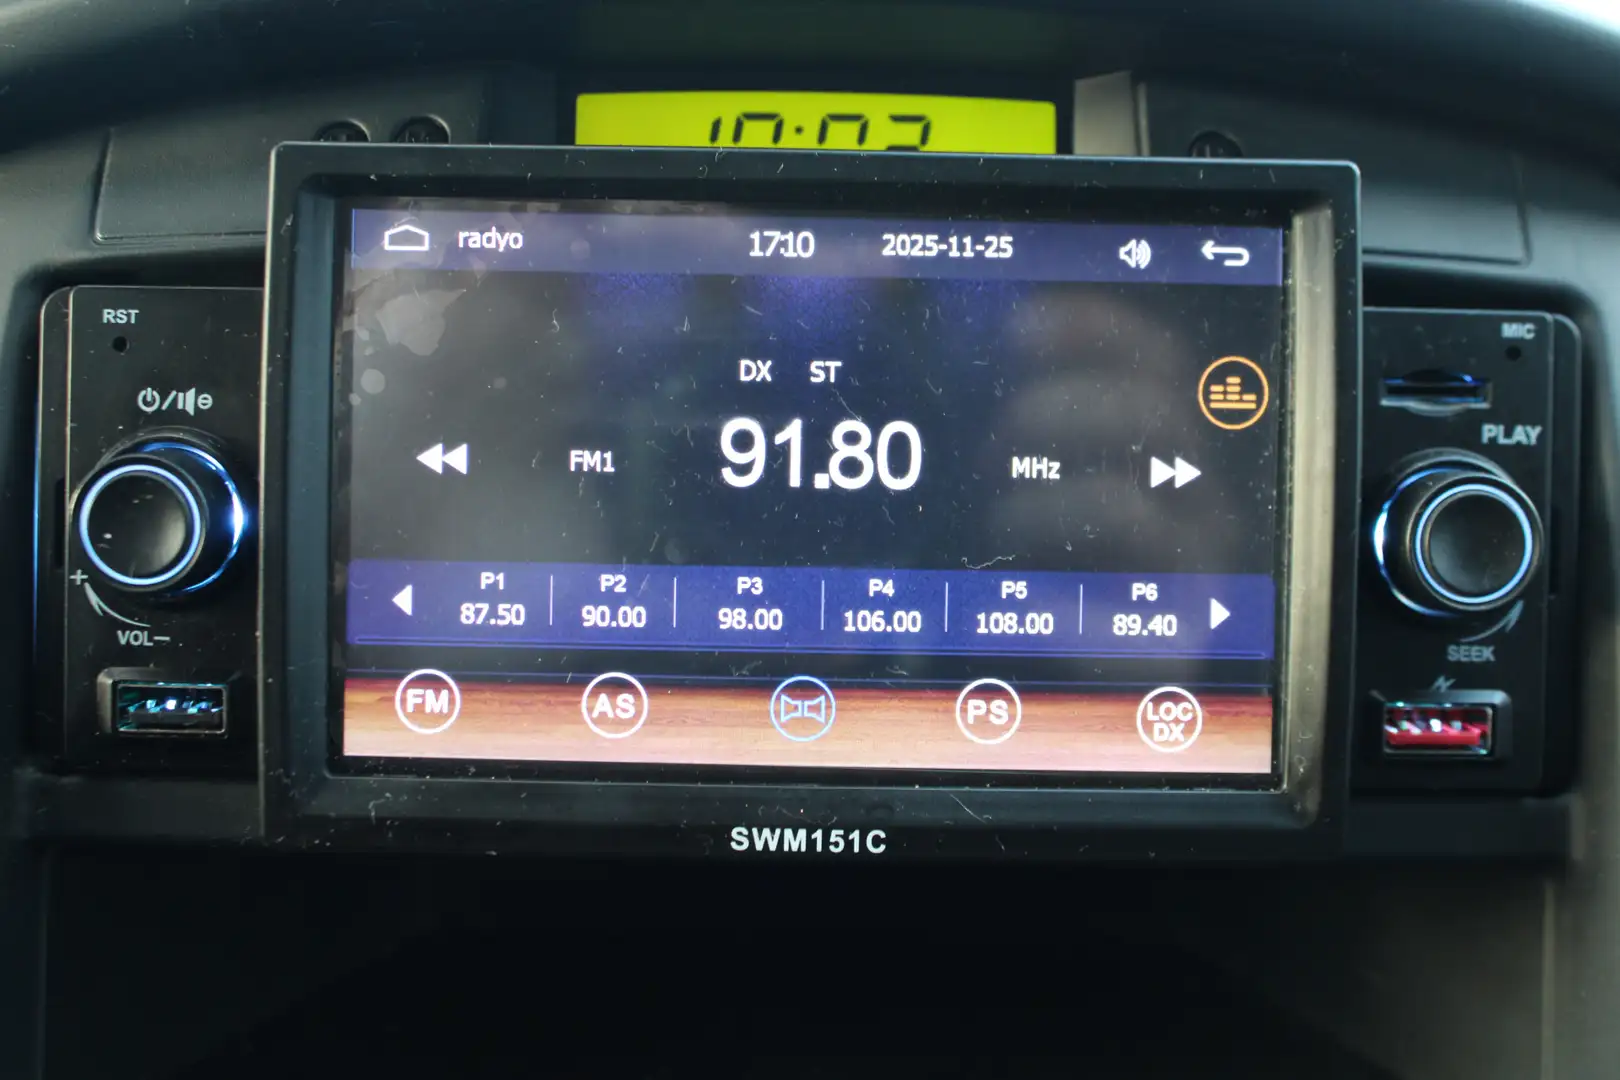 radyo 17:10 2025-11-25
RST
MIC
DX ST
PLAY
FM1 91.80 MHz
P1 P2 P3 P4 P5 P6
87.50 90.00 98.00 106.00 108.00 89.40
+
VOL−
SEEK
FM AS PS LOC
DX
SWM151C